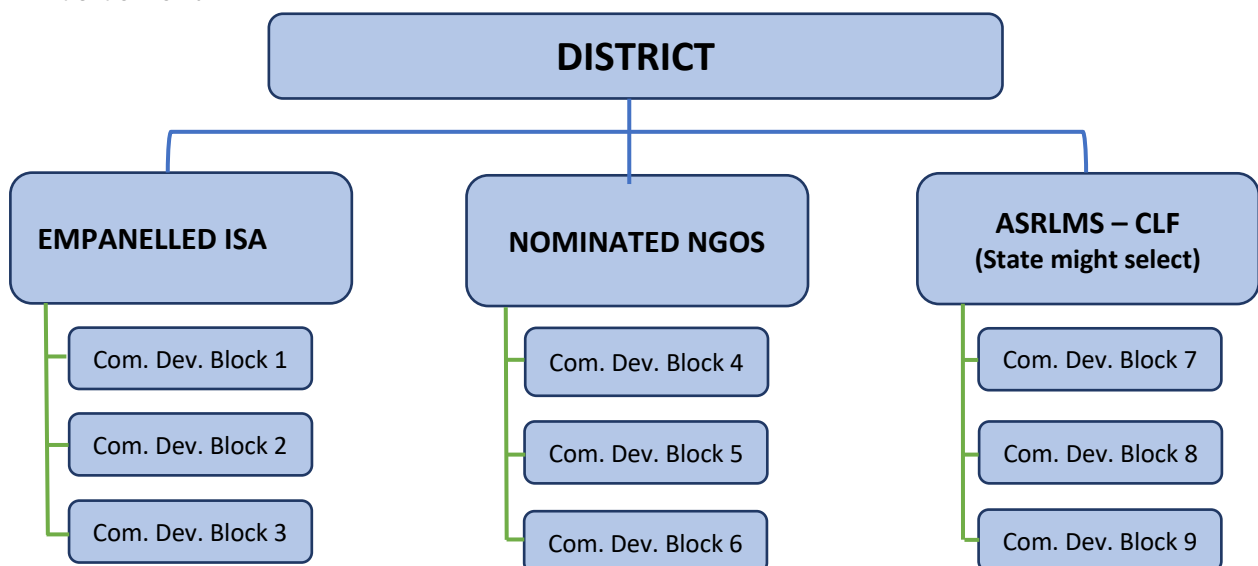 DISTRICT
EMPANELLED ISA
Com. Dev. Block 1
Com. Dev. Block 2
Com. Dev. Block 3
NOMINATED NGOS
Com. Dev. Block 4
Com. Dev. Block 5
Com. Dev. Block 6
ASRLMS – CLF
(State might select)
Com. Dev. Block 7
Com. Dev. Block 8
Com. Dev. Block 9